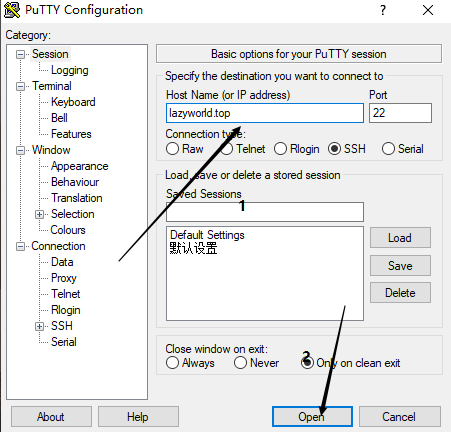 PuTTY Configuration
?
Category:
Session
Logging
Terminal
Keyboard
Bell
Features
Window
Appearance
Behaviour
Translation
Selection
Colours
Connection
Data
Proxy
Telnet
Rlogin
SSH
Serial
Basic options for your PuTTY session
Specify the destination you want to connect to
Host Name (or IP address) Port
lazyworld.top 22
Connection type:
Raw Telnet Rlogin SSH Serial
Load, save or delete a stored session
Saved Sessions
1
Default Settings
默认设置
Load
Save
Delete
Close window on exit:
2
Always Never Only on clean exit
About Help Open Cancel